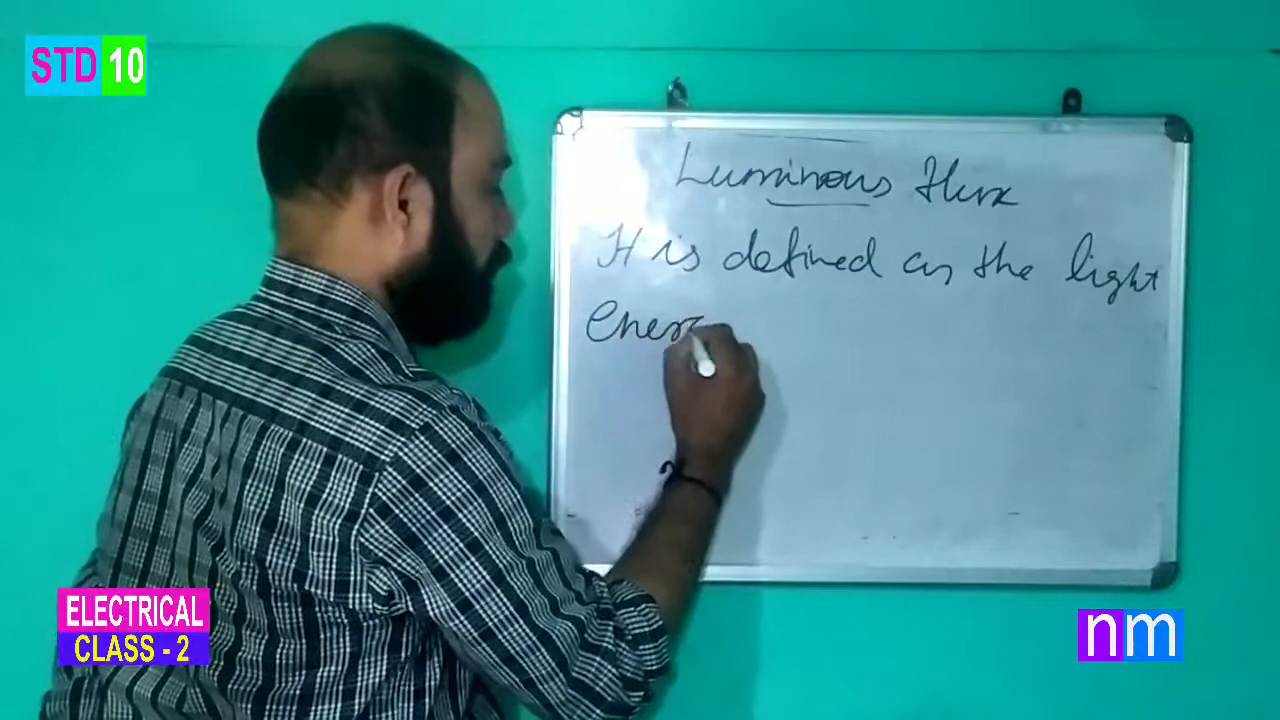 STD 10
Luminous flux
It is defined as the light
Energ
ELECTRICAL
CLASS - 2
nm